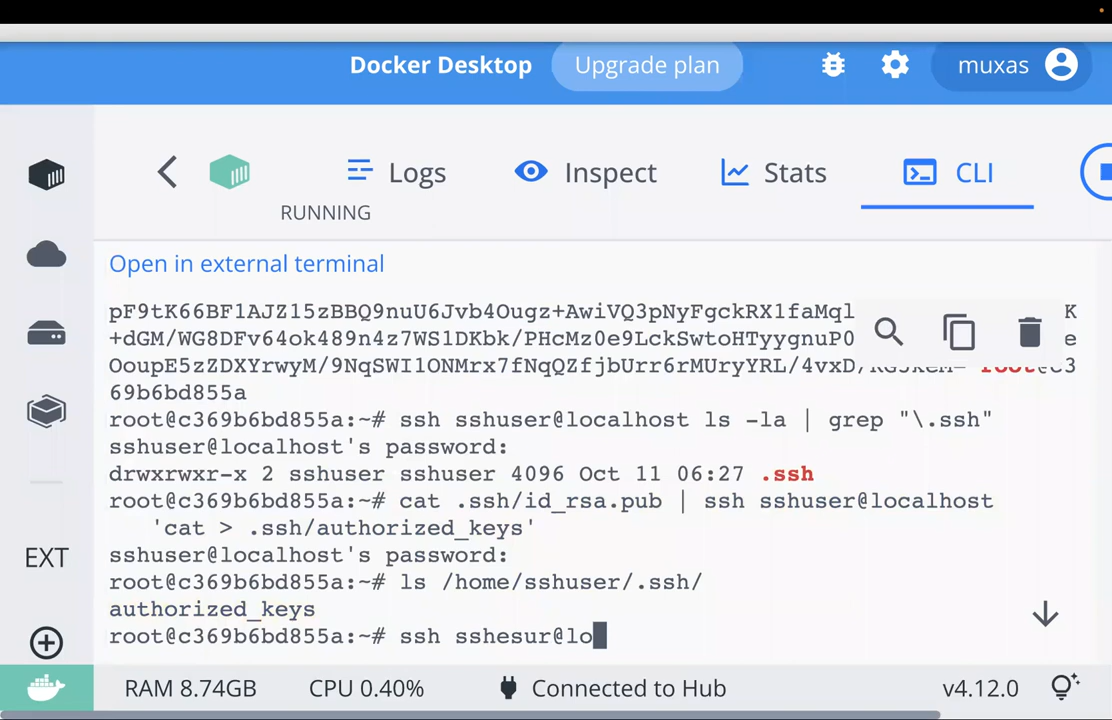 Docker Desktop Upgrade plan muxas
Logs Inspect Stats CLI
RUNNING
Open in external terminal
pF9tK66BF1AJZ15zBBQ9nuU6Jvb4Ougz+AwiVQ3pNyFgckRX1faMql K
+dGM/WG8DFv64ok489n4z7WS1DKbk/PHcMz0e9LckSwtoHTyygnuP0 e
OoupE5zZDXYrwyM/9NqSWI1ONMrx7fNqQZfjbUrr6rMUryYRL/4vxD/
69b6bd855a
root@c369b6bd855a:~# ssh sshuser@localhost ls -la | grep "\.ssh"
sshuser@localhost's password:
drwxrwxr-x 2 sshuser sshuser 4096 Oct 11 06:27 .ssh
root@c369b6bd855a:~# cat .ssh/id_rsa.pub | ssh sshuser@localhost
'cat > .ssh/authorized_keys'
sshuser@localhost's password:
root@c369b6bd855a:~# ls /home/sshuser/.ssh/
authorized_keys
root@c369b6bd855a:~# ssh sshesur@lo
EXT
RAM 8.74GB CPU 0.40% Connected to Hub v4.12.0